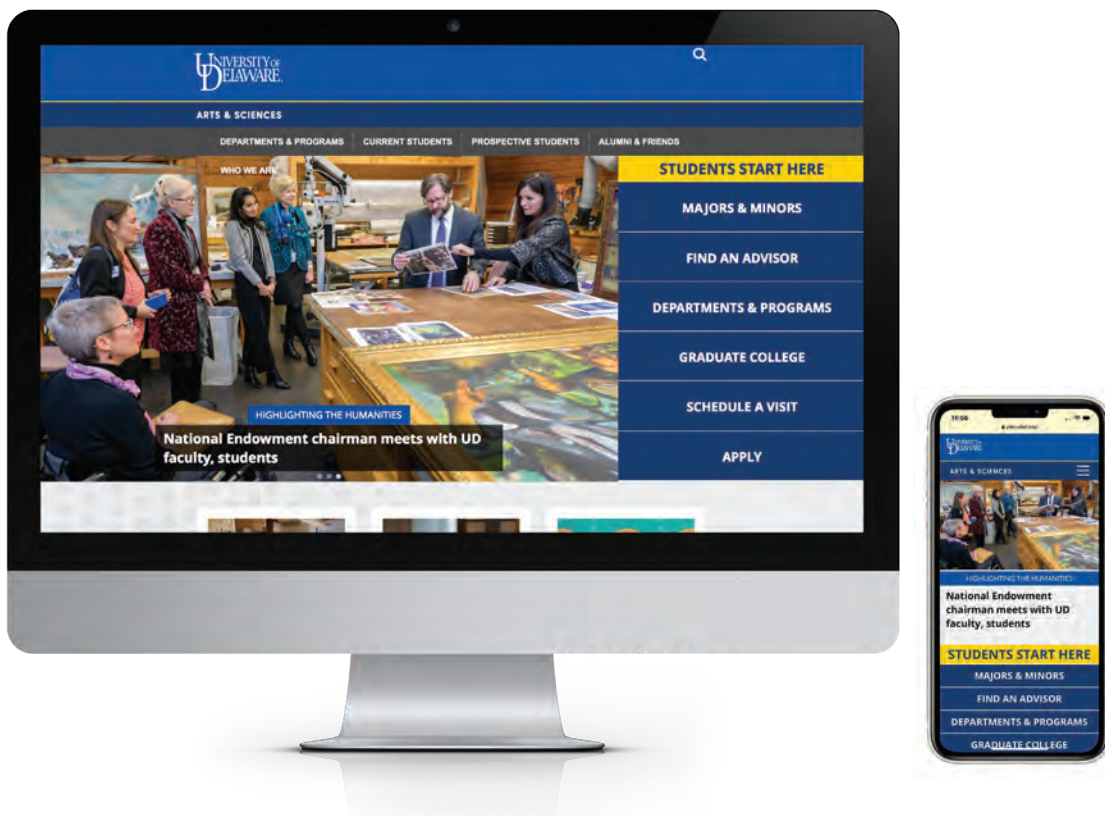 UNIVERSITY OF
DELAWARE.
ARTS & SCIENCES
DEPARTMENTS & PROGRAMS
CURRENT STUDENTS
PROSPECTIVE STUDENTS
ALUMNI & FRIENDS
WHO WE ARE
STUDENTS START HERE
MAJORS & MINORS
FIND AN ADVISOR
DEPARTMENTS & PROGRAMS
GRADUATE COLLEGE
SCHEDULE A VISIT
APPLY
HIGHLIGHTING THE HUMANITIES
National Endowment chairman meets with UD
faculty, students
11:56
UNIVERSITY OF
DELAWARE
ARTS & SCIENCES
HIGHLIGHTING THE HUMANITIES
National Endowment
chairman meets with UD
faculty, students
STUDENTS START HERE
MAJORS & MINORS
FIND AN ADVISOR
DEPARTMENTS & PROGRAMS
GRADUATE COLLEGE